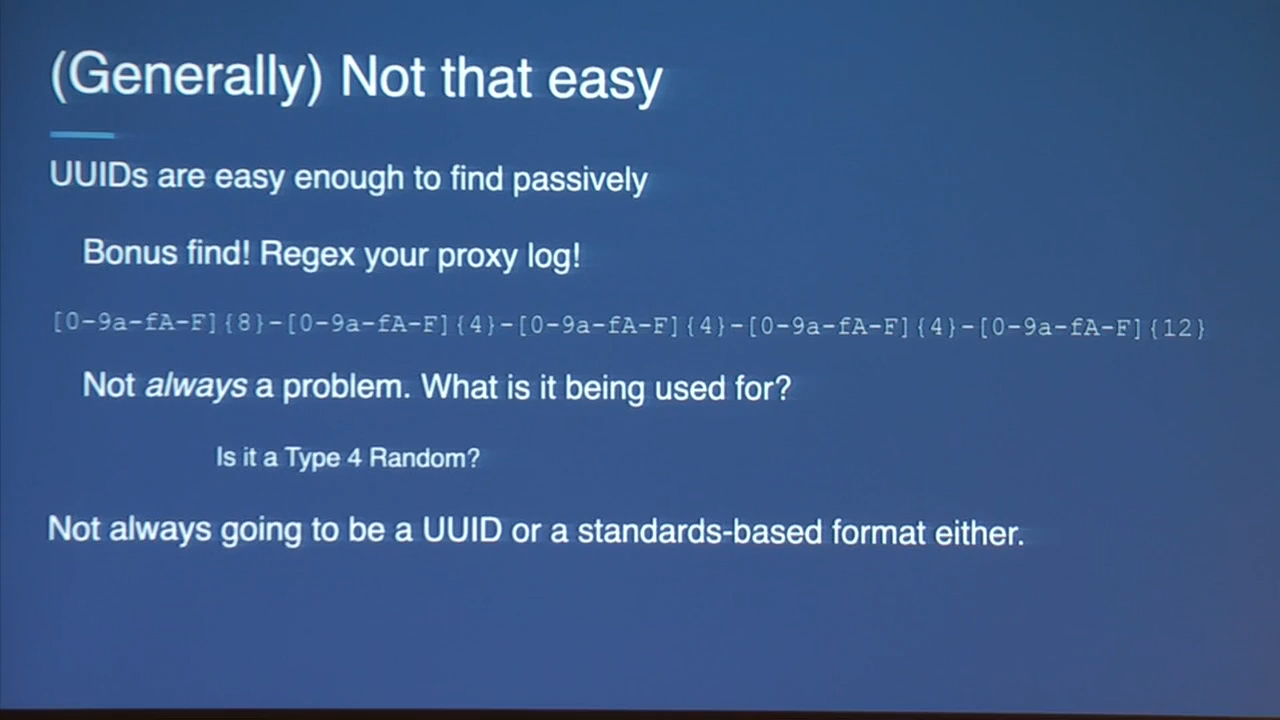 (Generally) Not that easy
UUIDs are easy enough to find passively
Bonus find! Regex your proxy log!
[0-9a-fA-F]{8}-[0-9a-fA-F]{4}-[0-9a-fA-F]{4}-[0-9a-fA-F]{4}-[0-9a-fA-F]{12}
Not always a problem. What is it being used for?
Is it a Type 4 Random?
Not always going to be a UUID or a standards-based format either.